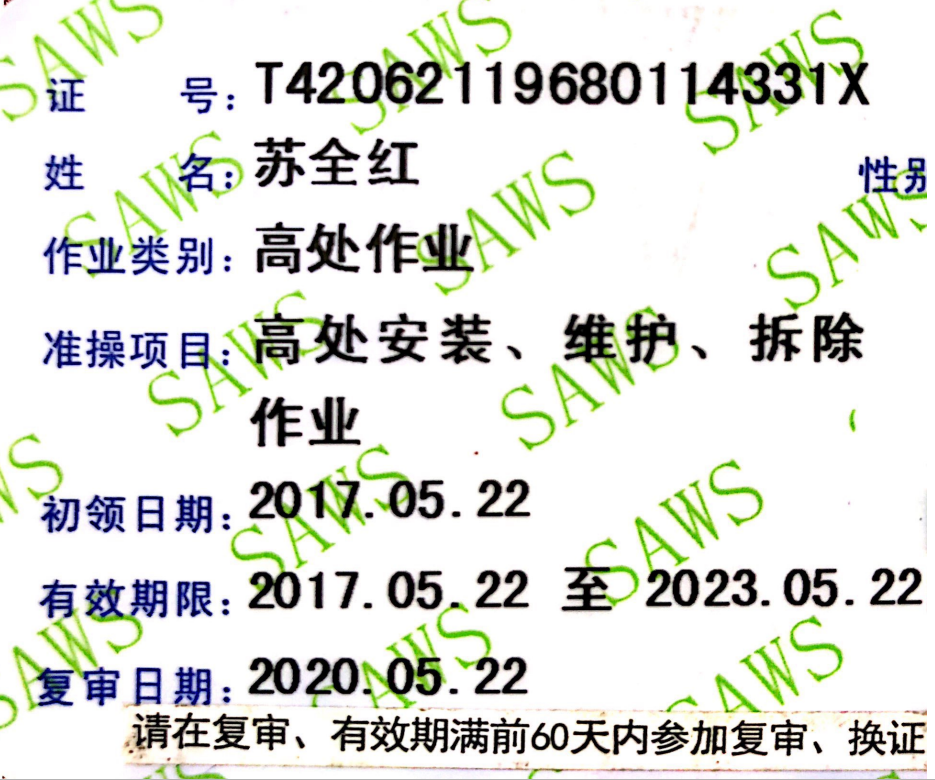 证 号:T42062119680114331X
姓 名:苏全红 性别
作业类别:高处作业
准操项目:高处安装、维护、拆除
作业
初领日期:2017.05.22
有效期限:2017.05.22 至 2023.05.22
复审日期:2020.05.22
请在复审、有效期满前60天内参加复审、换证
SAWS
SAWS
SAWS
SAWS
SAWS
SAWS
SAWS
SAWS
SAWS
SAWS
SAWS
SAWS
SAWS